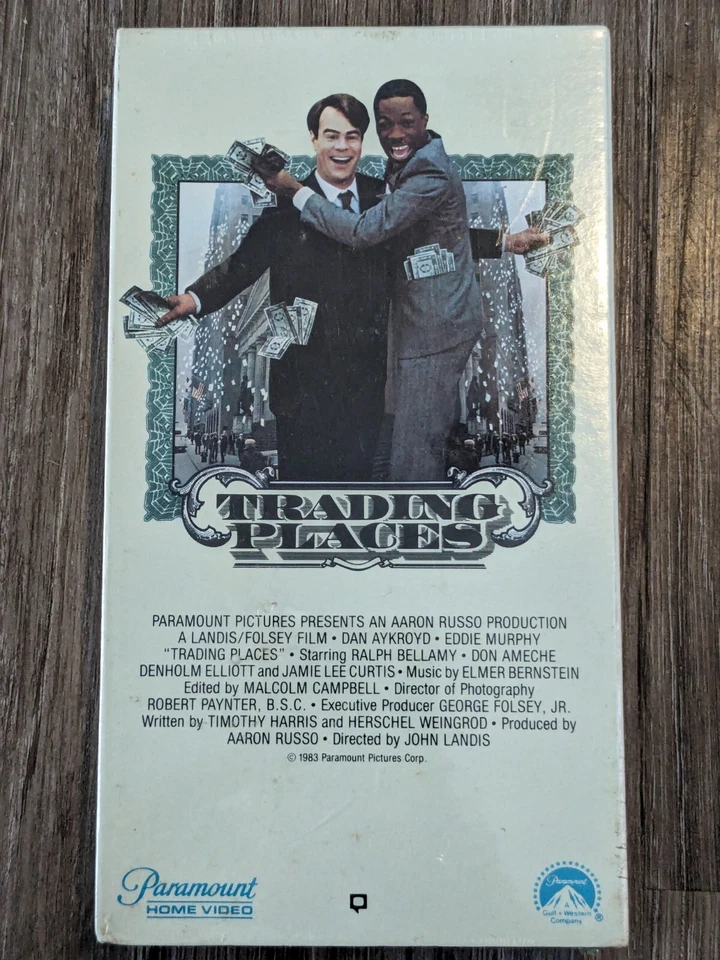 TRADING
PLACES
PARAMOUNT PICTURES PRESENTS AN AARON RUSSO PRODUCTION
A LANDIS/FOLSEY FILM • DAN AYKROYD • EDDIE MURPHY
"TRADING PLACES" • Starring RALPH BELLAMY • DON AMECHE
DENHOLM ELLIOTT and JAMIE LEE CURTIS • Music by ELMER BERNSTEIN
Edited by MALCOLM CAMPBELL • Director of Photography
ROBERT PAYNTER, B.S.C. • Executive Producer GEORGE FOLSEY, JR.
Written by TIMOTHY HARRIS and HERSCHEL WEINGROD • Produced by
AARON RUSSO • Directed by JOHN LANDIS
© 1983 Paramount Pictures Corp.
Paramount
HOME VIDEO
Paramount
A
Gulf + Western
Company
®